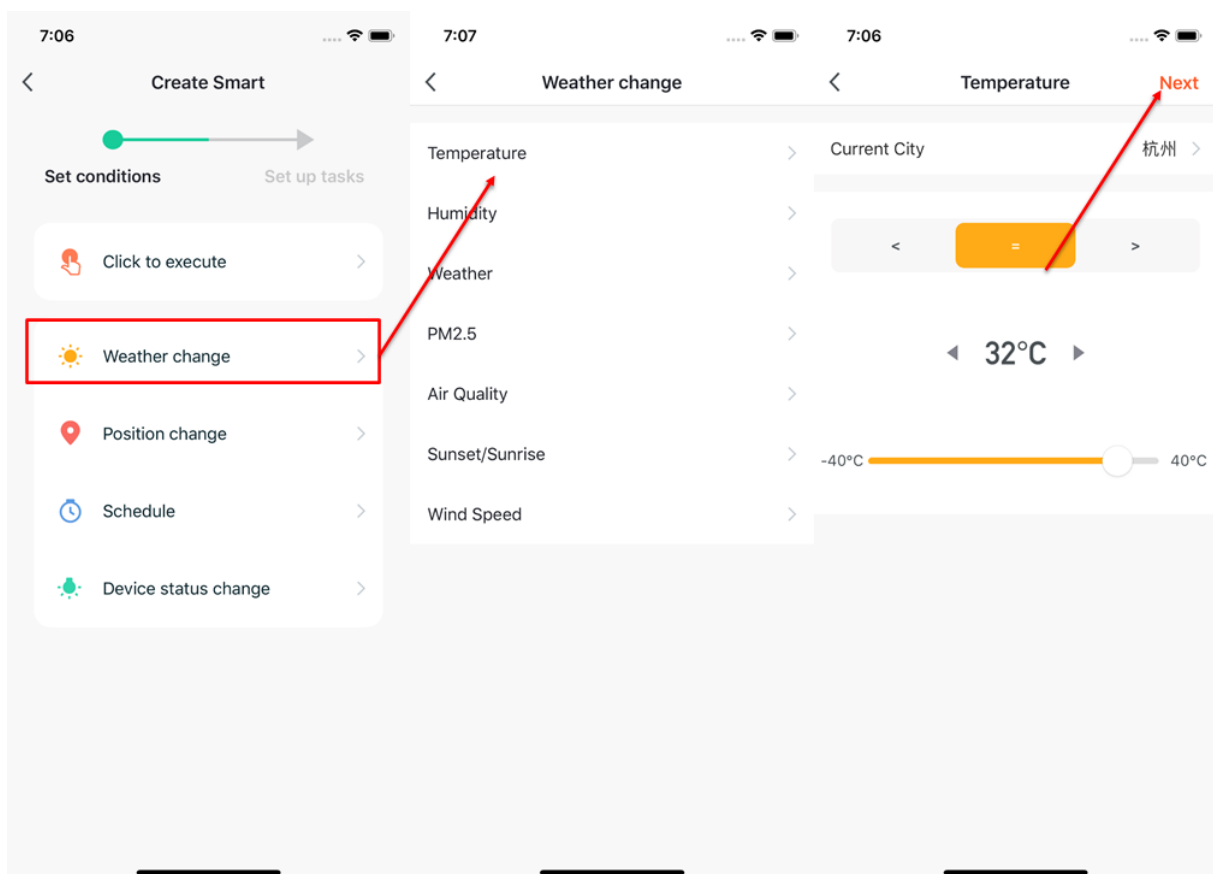 7:06
Create Smart
Set conditions
Set up tasks
Click to execute
Weather change
Position change
Schedule
Device status change
7:07
Weather change
Temperature
Humidity
Weather
PM2.5
Air Quality
Sunset/Sunrise
Wind Speed
7:06
Temperature
Next
Current City
杭州
<
=
>
32°C
-40°C
40°C